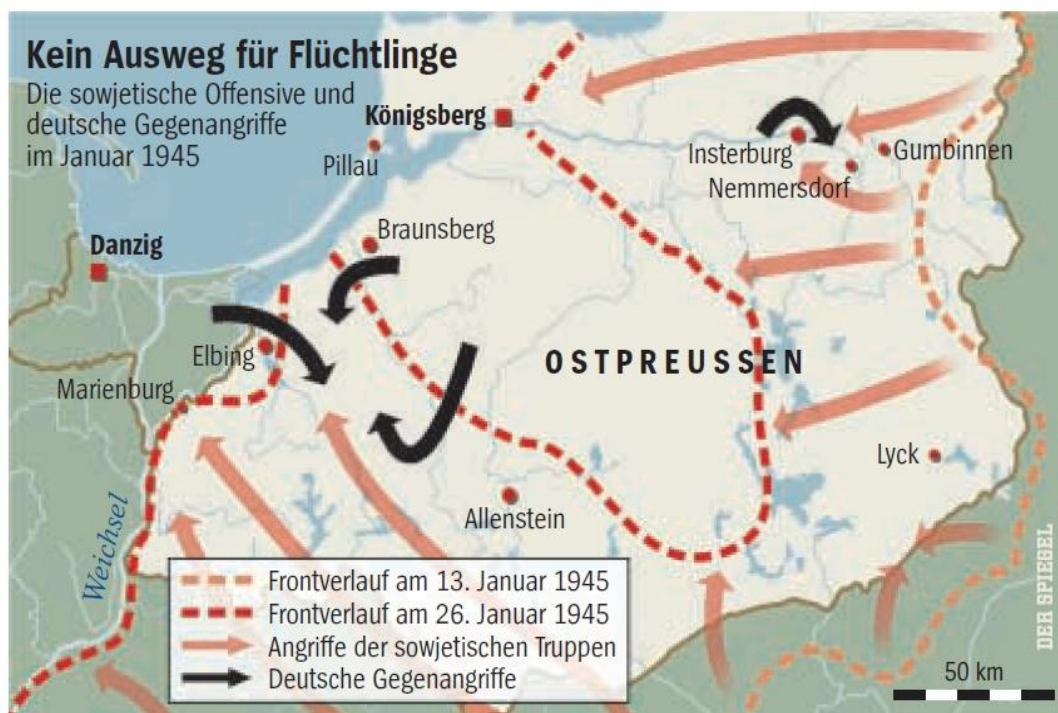 Kein Ausweg für Flüchtlinge
Die sowjetische Offensive und
deutsche Gegenangriffe
im Januar 1945
Königsberg
Pillau
Insterburg
Gumbinnen
Nemmersdorf
Braunsberg
Danzig
Elbing
OSTPREUSSEN
Marienburg
Lyck
Allenstein
Weichsel
Frontverlauf am 13. Januar 1945
Frontverlauf am 26. Januar 1945
Angriffe der sowjetischen Truppen
Deutsche Gegenangriffe
50 km
DER SPIEGEL